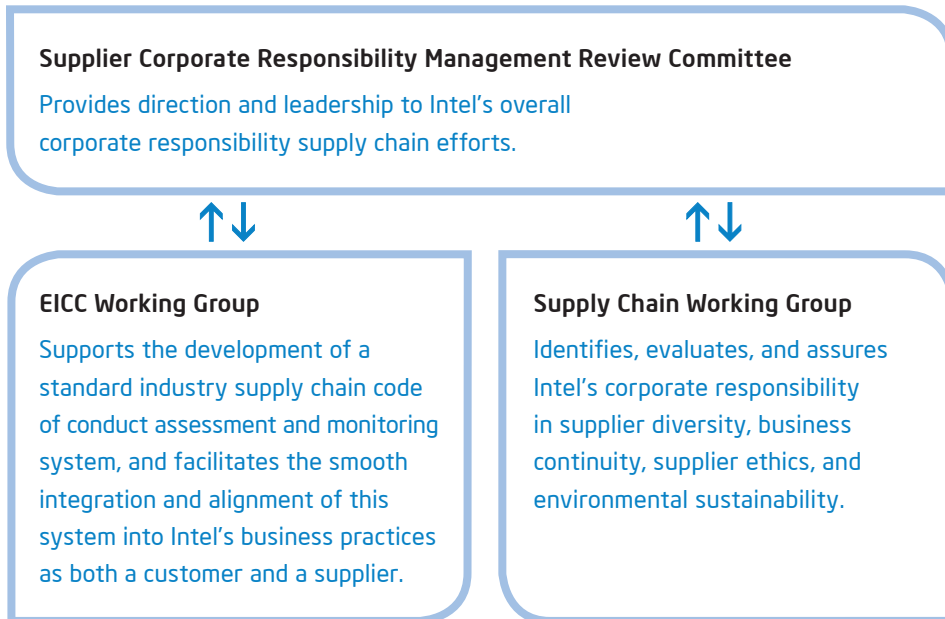 Supplier Corporate Responsibility Management Review Committee
Provides direction and leadership to Intel's overall
corporate responsibility supply chain efforts.
EICC Working Group
Supports the development of a
standard industry supply chain code
of conduct assessment and monitoring
system, and facilitates the smooth
integration and alignment of this
system into Intel's business practices
as both a customer and a supplier.
Supply Chain Working Group
Identifies, evaluates, and assures
Intel's corporate responsibility
in supplier diversity, business
continuity, supplier ethics, and
environmental sustainability.